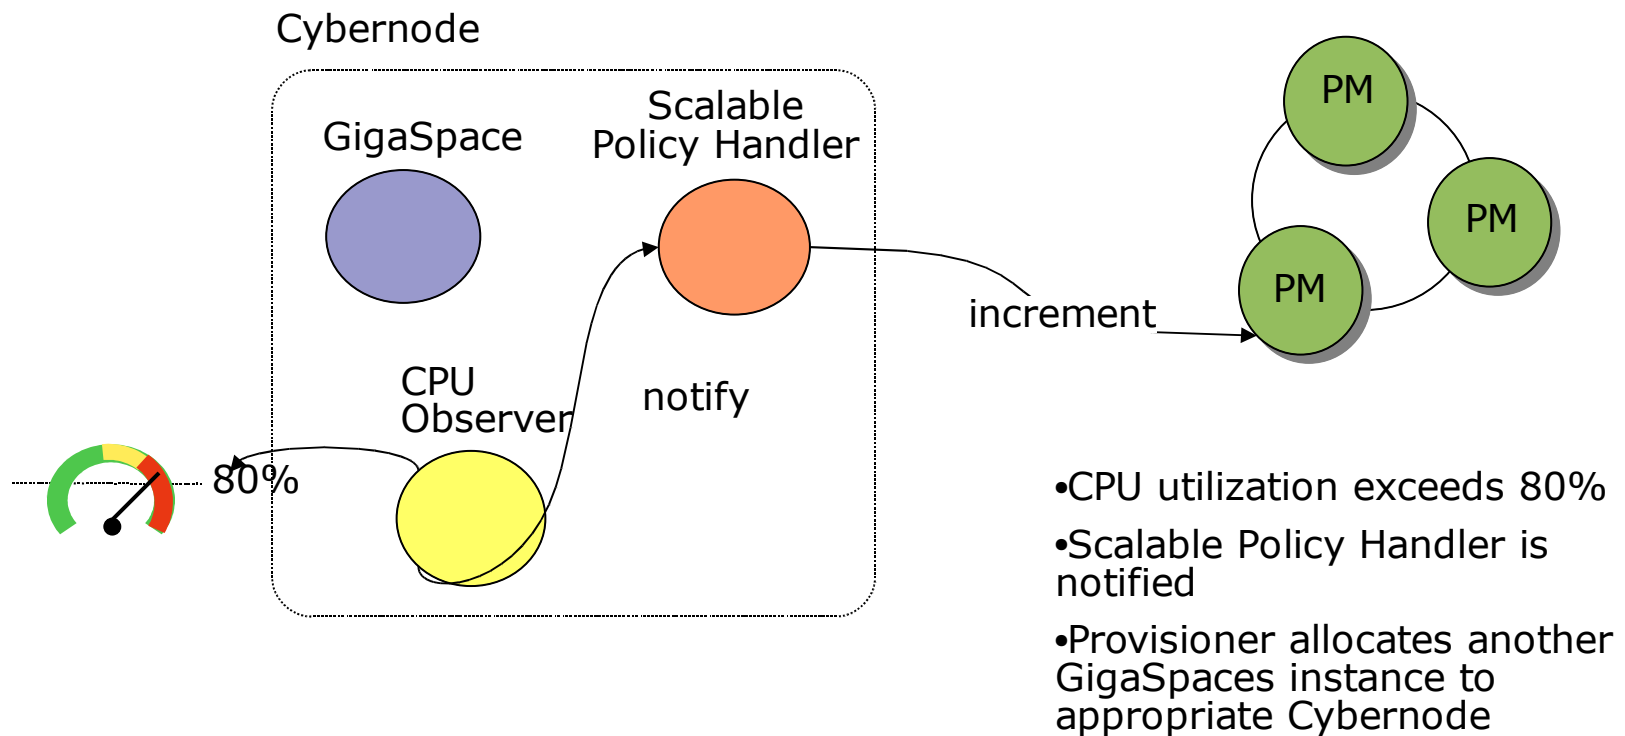 Cybernode
Scalable
Policy Handler
GigaSpace
PM
PM
PM
increment
CPU
Observer
notify
80%
•CPU utilization exceeds 80%
•Scalable Policy Handler is
notified
•Provisioner allocates another
GigaSpaces instance to
appropriate Cybernode